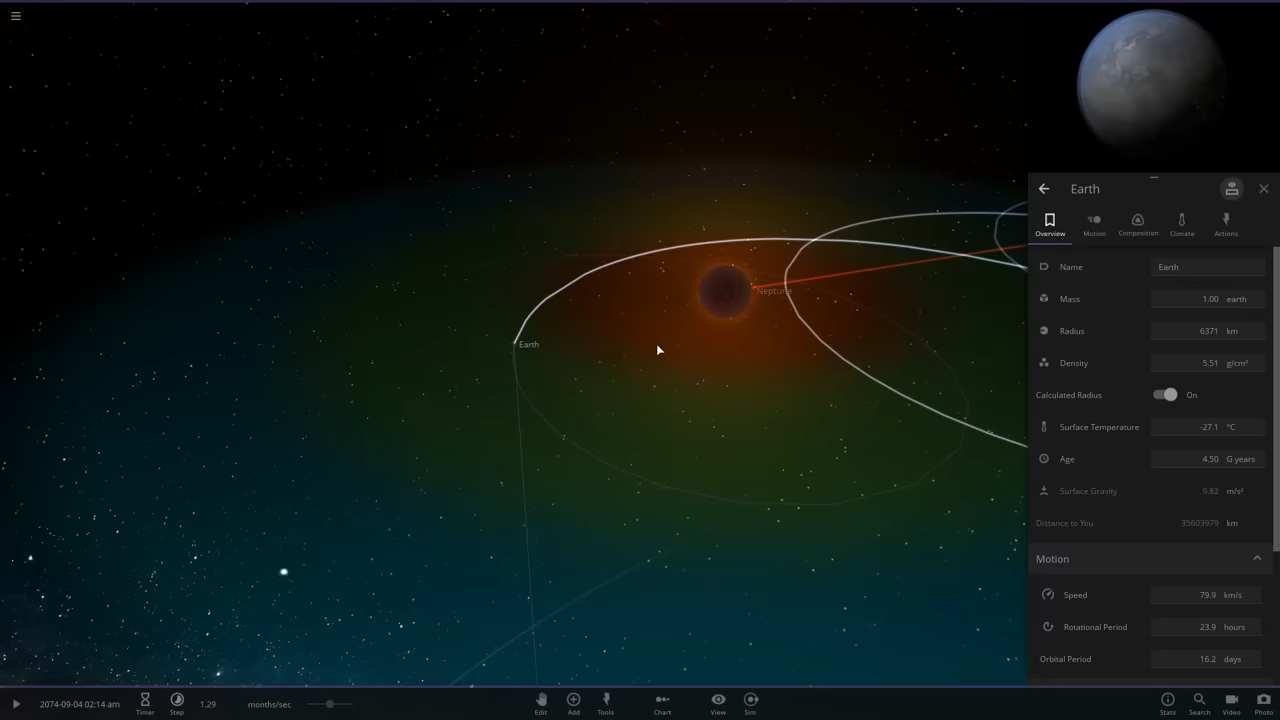 Earth
Overview
Motion
Composition
Climate
Actions
Name Earth
Mass 1.00 earth
Radius 6371 km
Density 5.51 g/cm³
Calculated Radius On
Surface Temperature -27.1 °C
Age 4.50 G years
Surface Gravity 9.82 m/s²
Distance to You 35603979 km
Motion
Speed 79.9 km/s
Rotational Period 23.9 hours
Orbital Period 16.2 days
Neptune
Earth
2074-09-04 02:14 am
Timer
Step
1.29 months/sec
Edit
Add
Tools
Chart
View
Sim
Stats
Search
Video
Photo